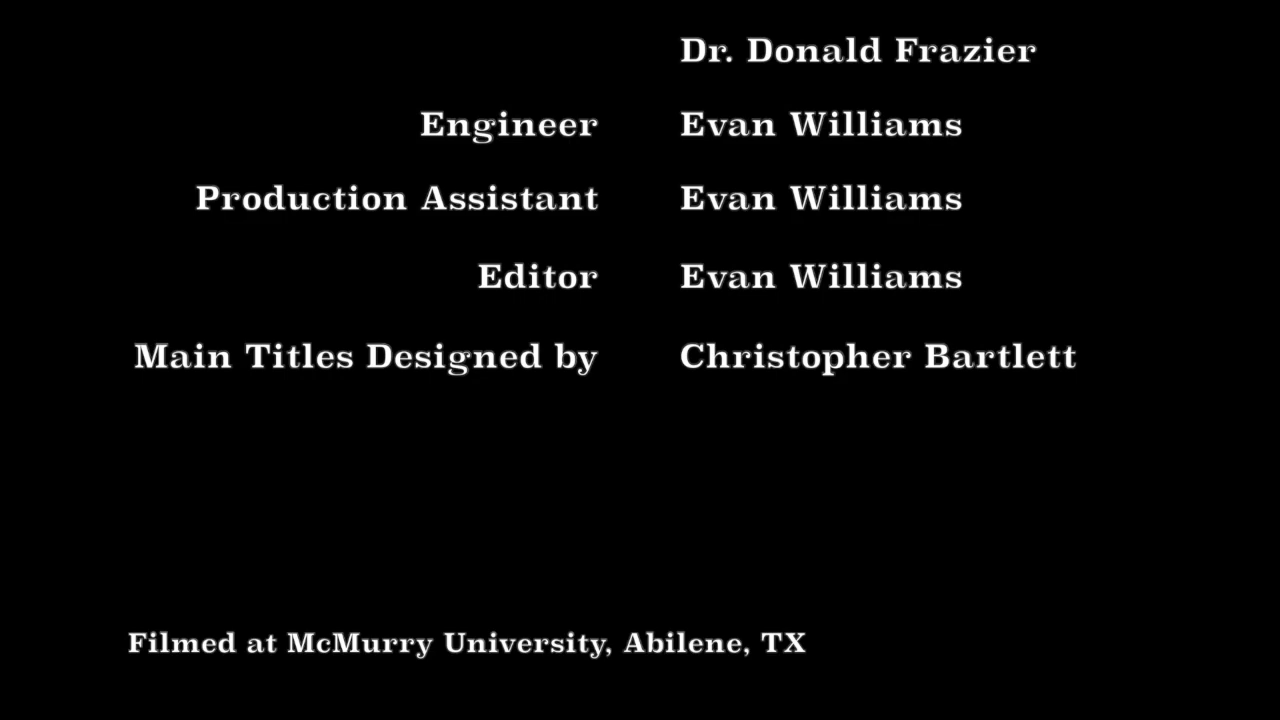 Dr. Donald Frazier
Engineer Evan Williams
Production Assistant Evan Williams
Editor Evan Williams
Main Titles Designed by Christopher Bartlett
Filmed at McMurry University, Abilene, TX